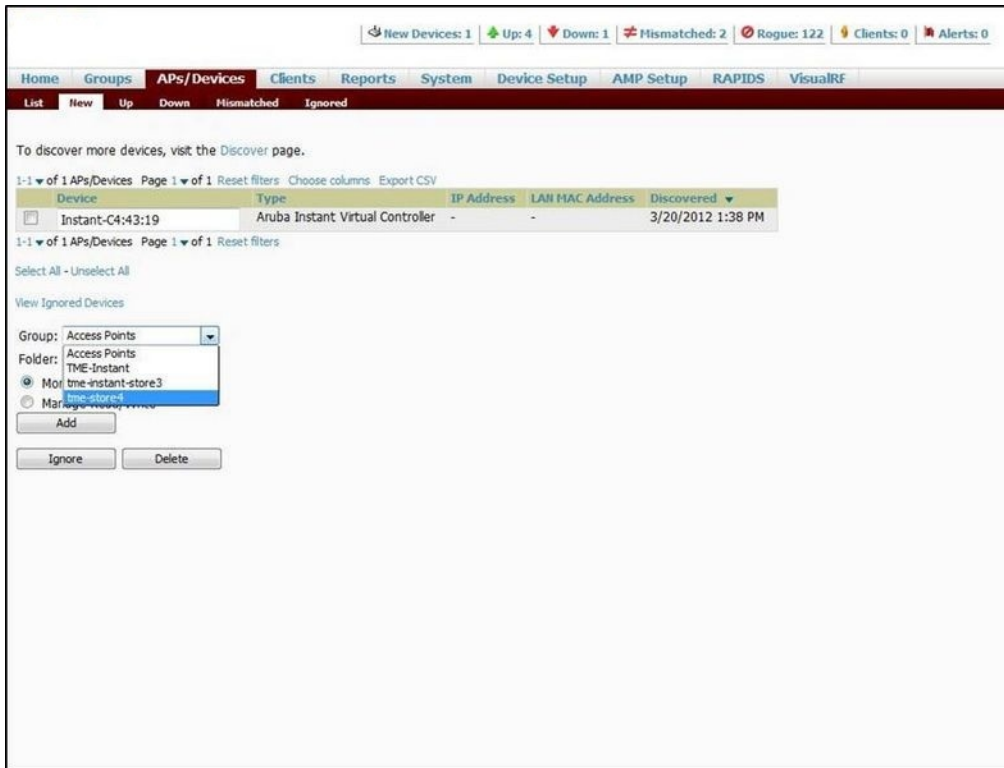 New Devices: 1 Up: 4 Down: 1 Mismatched: 2 Rogue: 122 Clients: 0 Alerts: 0
Home Groups APs/Devices Clients Reports System Device Setup AMP Setup RAPIDS VisualRF
List New Up Down Mismatched Ignored
To discover more devices, visit the Discover page.
1-1 of 1 APs/Devices Page 1 of 1 Reset filters Choose columns Export CSV
Device Type IP Address LAN MAC Address Discovered
Instant-C4:43:19 Aruba Instant Virtual Controller - - 3/20/2012 1:38 PM
1-1 of 1 APs/Devices Page 1 of 1 Reset filters
Select All - Unselect All
View Ignored Devices
Group: Access Points
Access Points
Folder:
TME-Instant
tme-instant-store3
tme-store4
Add
Ignore Delete